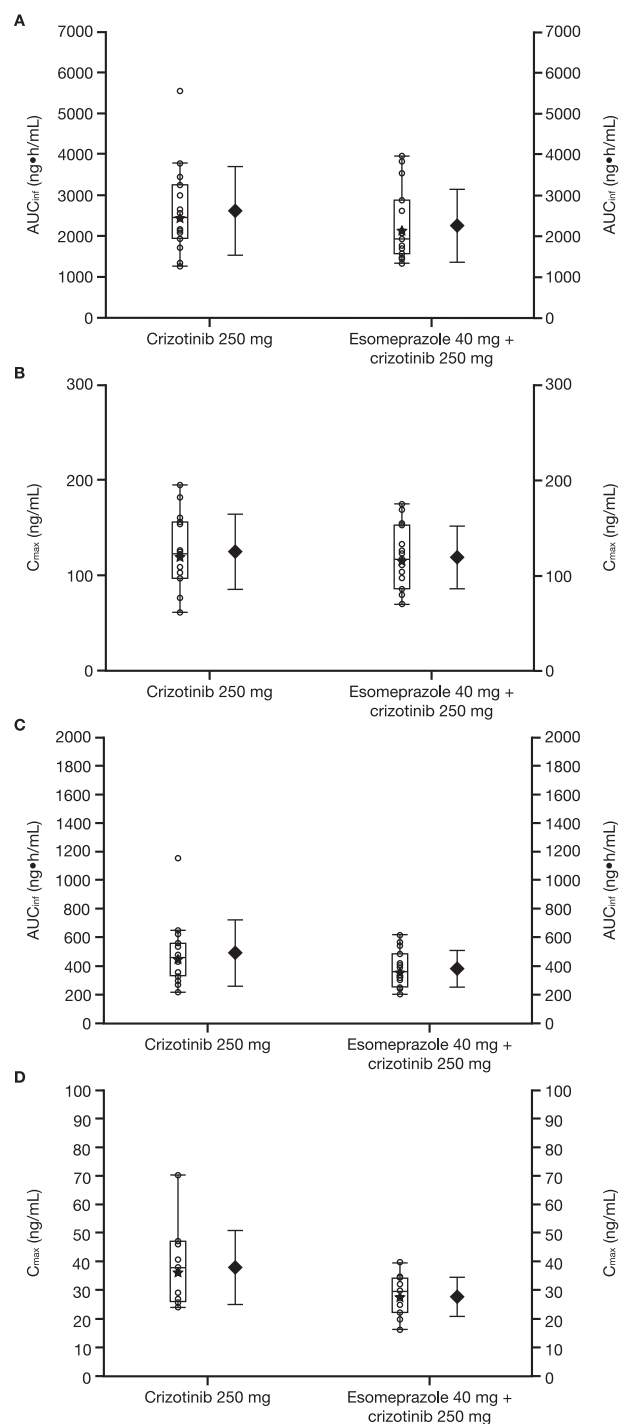 A
7000
6000
5000
4000
3000
2000
1000
0
AUCinf (ng•h/mL)
7000
6000
5000
4000
3000
2000
1000
0
AUCinf (ng•h/mL)
Crizotinib 250 mg
Esomeprazole 40 mg +
crizotinib 250 mg
B
300
200
100
0
Cmax (ng/mL)
300
200
100
0
Cmax (ng/mL)
Crizotinib 250 mg
Esomeprazole 40 mg +
crizotinib 250 mg
C
2000
1800
1600
1400
1200
1000
800
600
400
200
0
AUCinf (ng•h/mL)
2000
1800
1600
1400
1200
1000
800
600
400
200
0
AUCinf (ng•h/mL)
Crizotinib 250 mg
Esomeprazole 40 mg +
crizotinib 250 mg
D
100
90
80
70
60
50
40
30
20
10
0
Cmax (ng/mL)
100
90
80
70
60
50
40
30
20
10
0
Cmax (ng/mL)
Crizotinib 250 mg
Esomeprazole 40 mg +
crizotinib 250 mg